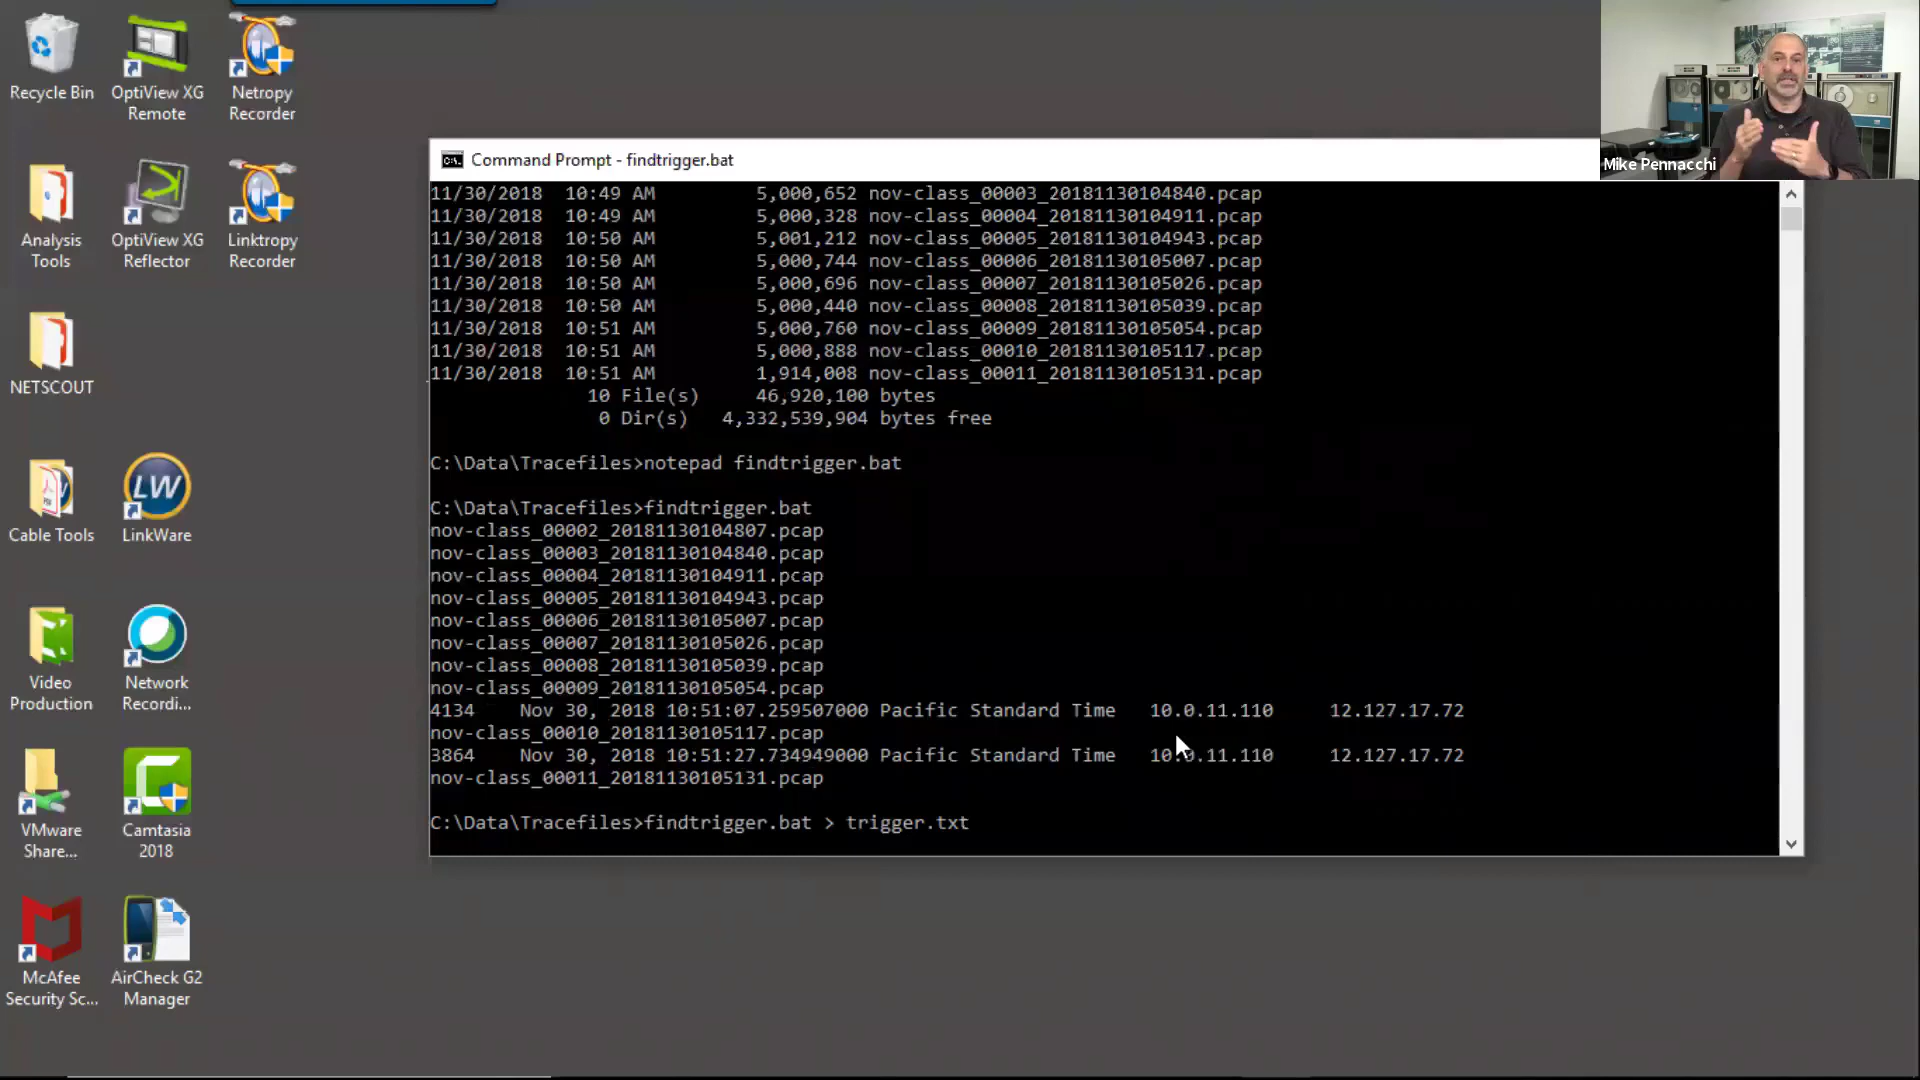 Recycle Bin
OptiView XG
Remote
Netropy
Recorder
Analysis
Tools
OptiView XG
Reflector
Linktropy
Recorder
NETSCOUT
Cable Tools
LW
LinkWare
Video
Production
Network
Recordi...
VMware
Share...
Camtasia
2018
McAfee
Security Sc...
AirCheck G2
Manager
Mike Pennacchi
C:\. Command Prompt - findtrigger.bat
11/30/2018 10:49 AM 5,000,652 nov-class_00003_20181130104840.pcap
11/30/2018 10:49 AM 5,000,328 nov-class_00004_20181130104911.pcap
11/30/2018 10:50 AM 5,001,212 nov-class_00005_20181130104943.pcap
11/30/2018 10:50 AM 5,000,744 nov-class_00006_20181130105007.pcap
11/30/2018 10:50 AM 5,000,696 nov-class_00007_20181130105026.pcap
11/30/2018 10:50 AM 5,000,440 nov-class_00008_20181130105039.pcap
11/30/2018 10:51 AM 5,000,760 nov-class_00009_20181130105054.pcap
11/30/2018 10:51 AM 5,000,888 nov-class_00010_20181130105117.pcap
11/30/2018 10:51 AM 1,914,008 nov-class_00011_20181130105131.pcap
10 File(s) 46,920,100 bytes
0 Dir(s) 4,332,539,904 bytes free
C:\Data\Tracefiles>notepad findtrigger.bat
C:\Data\Tracefiles>findtrigger.bat
nov-class_00002_20181130104807.pcap
nov-class_00003_20181130104840.pcap
nov-class_00004_20181130104911.pcap
nov-class_00005_20181130104943.pcap
nov-class_00006_20181130105007.pcap
nov-class_00007_20181130105026.pcap
nov-class_00008_20181130105039.pcap
nov-class_00009_20181130105054.pcap
4134 Nov 30, 2018 10:51:07.259507000 Pacific Standard Time 10.0.11.110 12.127.17.72
nov-class_00010_20181130105117.pcap
3864 Nov 30, 2018 10:51:27.734949000 Pacific Standard Time 10.0.11.110 12.127.17.72
nov-class_00011_20181130105131.pcap
C:\Data\Tracefiles>findtrigger.bat > trigger.txt